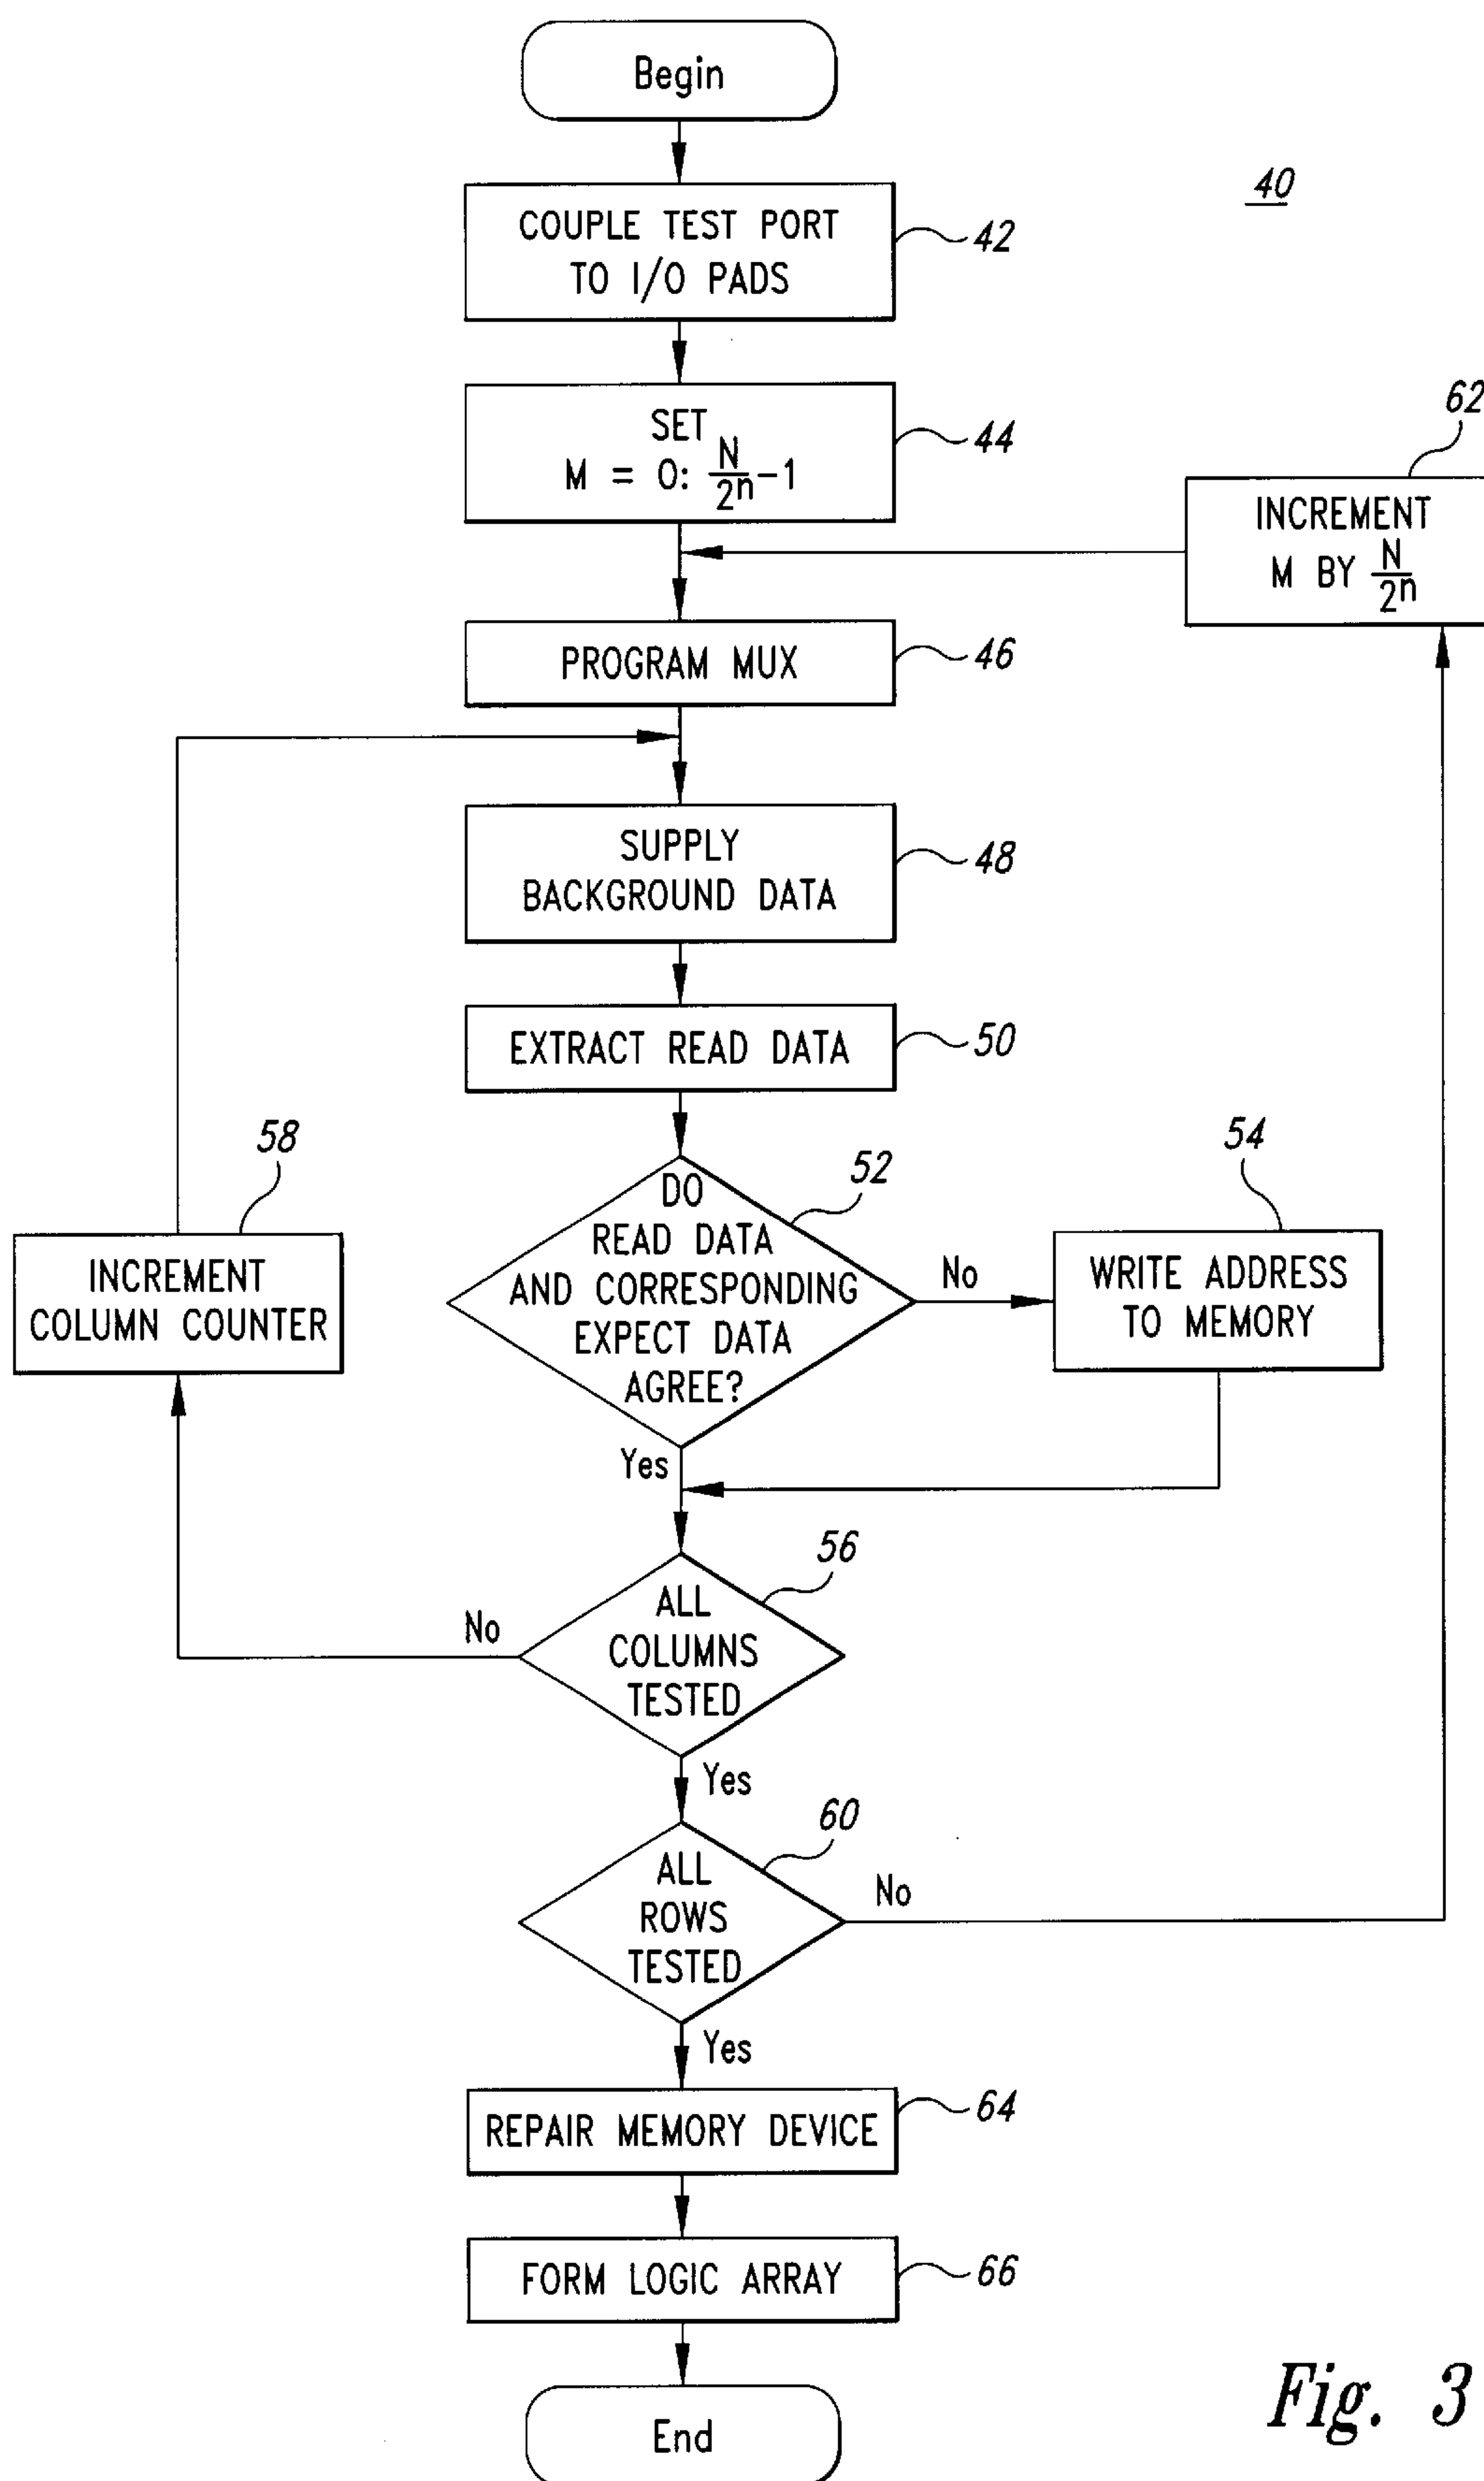 Begin
40
COUPLE TEST PORT
TO I/O PADS
42
SET
M = 0: N/2ⁿ-1
44
62
INCREMENT
M BY N/2ⁿ
PROGRAM MUX
46
SUPPLY
BACKGROUND DATA
48
EXTRACT READ DATA
50
58
INCREMENT
COLUMN COUNTER
DO
READ DATA
AND CORRESPONDING
EXPECT DATA
AGREE?
52
No
54
WRITE ADDRESS
TO MEMORY
Yes
56
No
ALL
COLUMNS
TESTED
Yes
60
ALL
ROWS
TESTED
No
Yes
REPAIR MEMORY DEVICE
64
FORM LOGIC ARRAY
66
End
Fig. 3